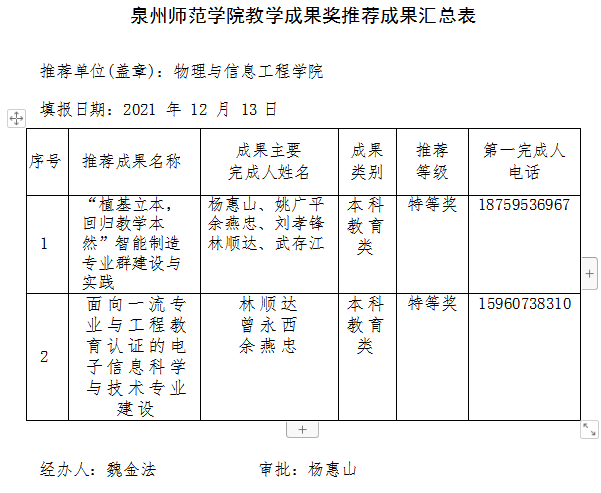 泉州师范学院教学成果奖推荐成果汇总表
推荐单位(盖章)：物理与信息工程学院
填报日期：2021 年 12 月 13 日
序号 推荐成果名称 成果主要完成人姓名 成果类别 推荐等级 第一完成人电话
1
“植基立本，
回归教学本
然”智能制造
专业群建设与
实践
杨惠山、姚广平
余燕忠、刘孝锋
林顺达、武存江
本科
教育
类
特等奖
18759536967
2
面向一流专
业与工程教
育认证的电
子信息科学
与技术专业
建设
林顺达
曾永西
余燕忠
本科
教育
类
特等奖
15960738310
经办人：魏金法 审批：杨惠山